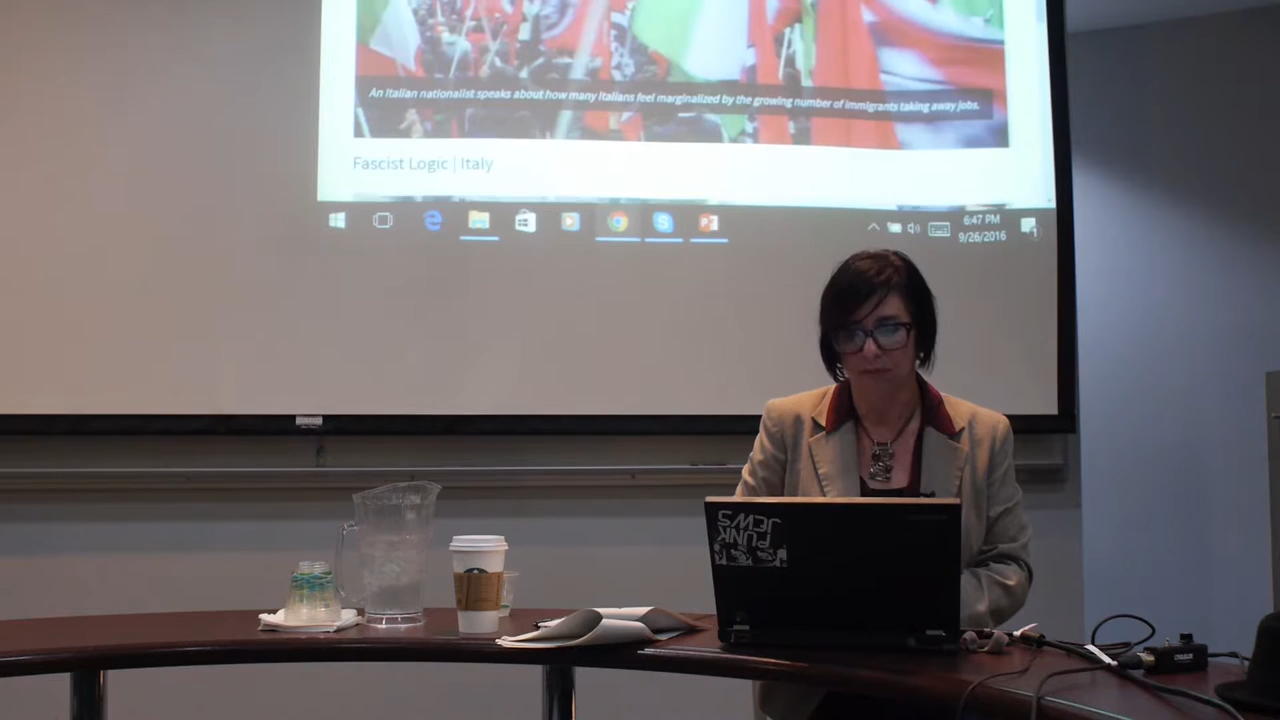 An Italian nationalist speaks about how many Italians feel marginalized by the growing number of immigrants taking away jobs.
Fascist Logic | Italy
6:47 PM
9/26/2016
1
PUNK
JEWS